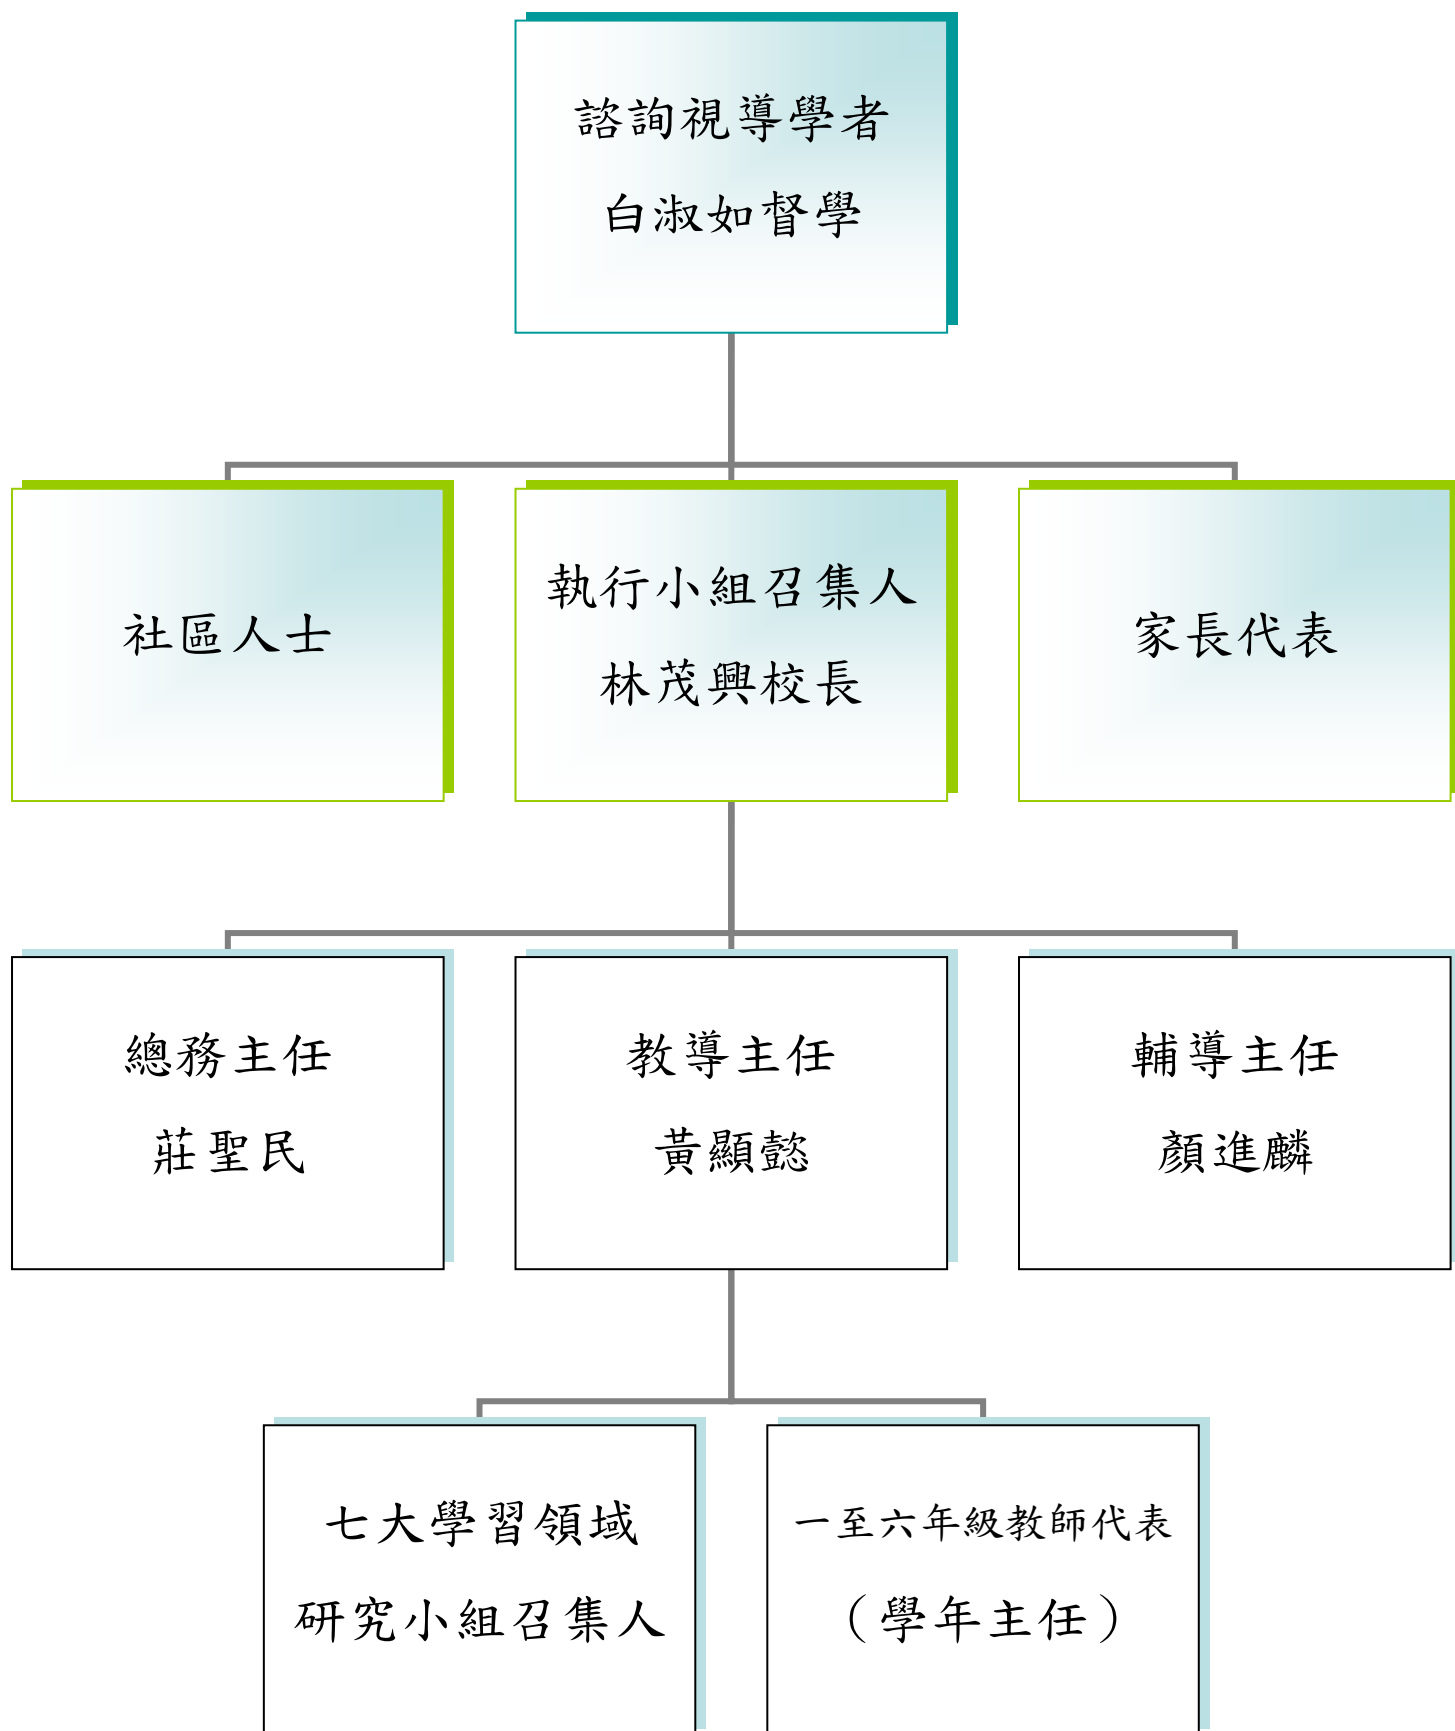 諮詢視導學者
白淑如督學
社區人士
執行小組召集人
林茂興校長
家長代表
總務主任
莊聖民
教導主任
黃顯懿
輔導主任
顏進麟
七大學習領域
研究小組召集人
一至六年級教師代表
（學年主任）